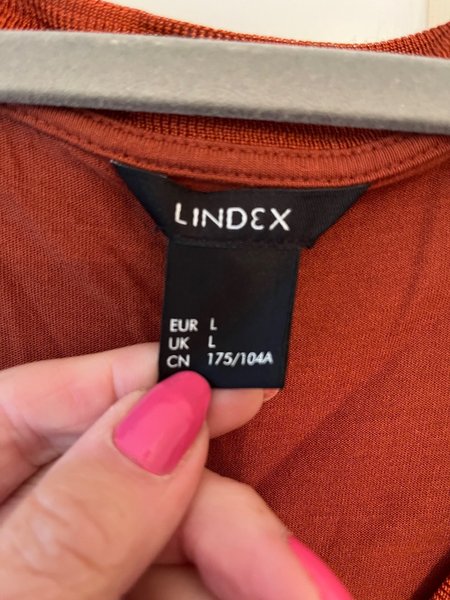 LINDEX
EUR L
UK L
CN 175/104A